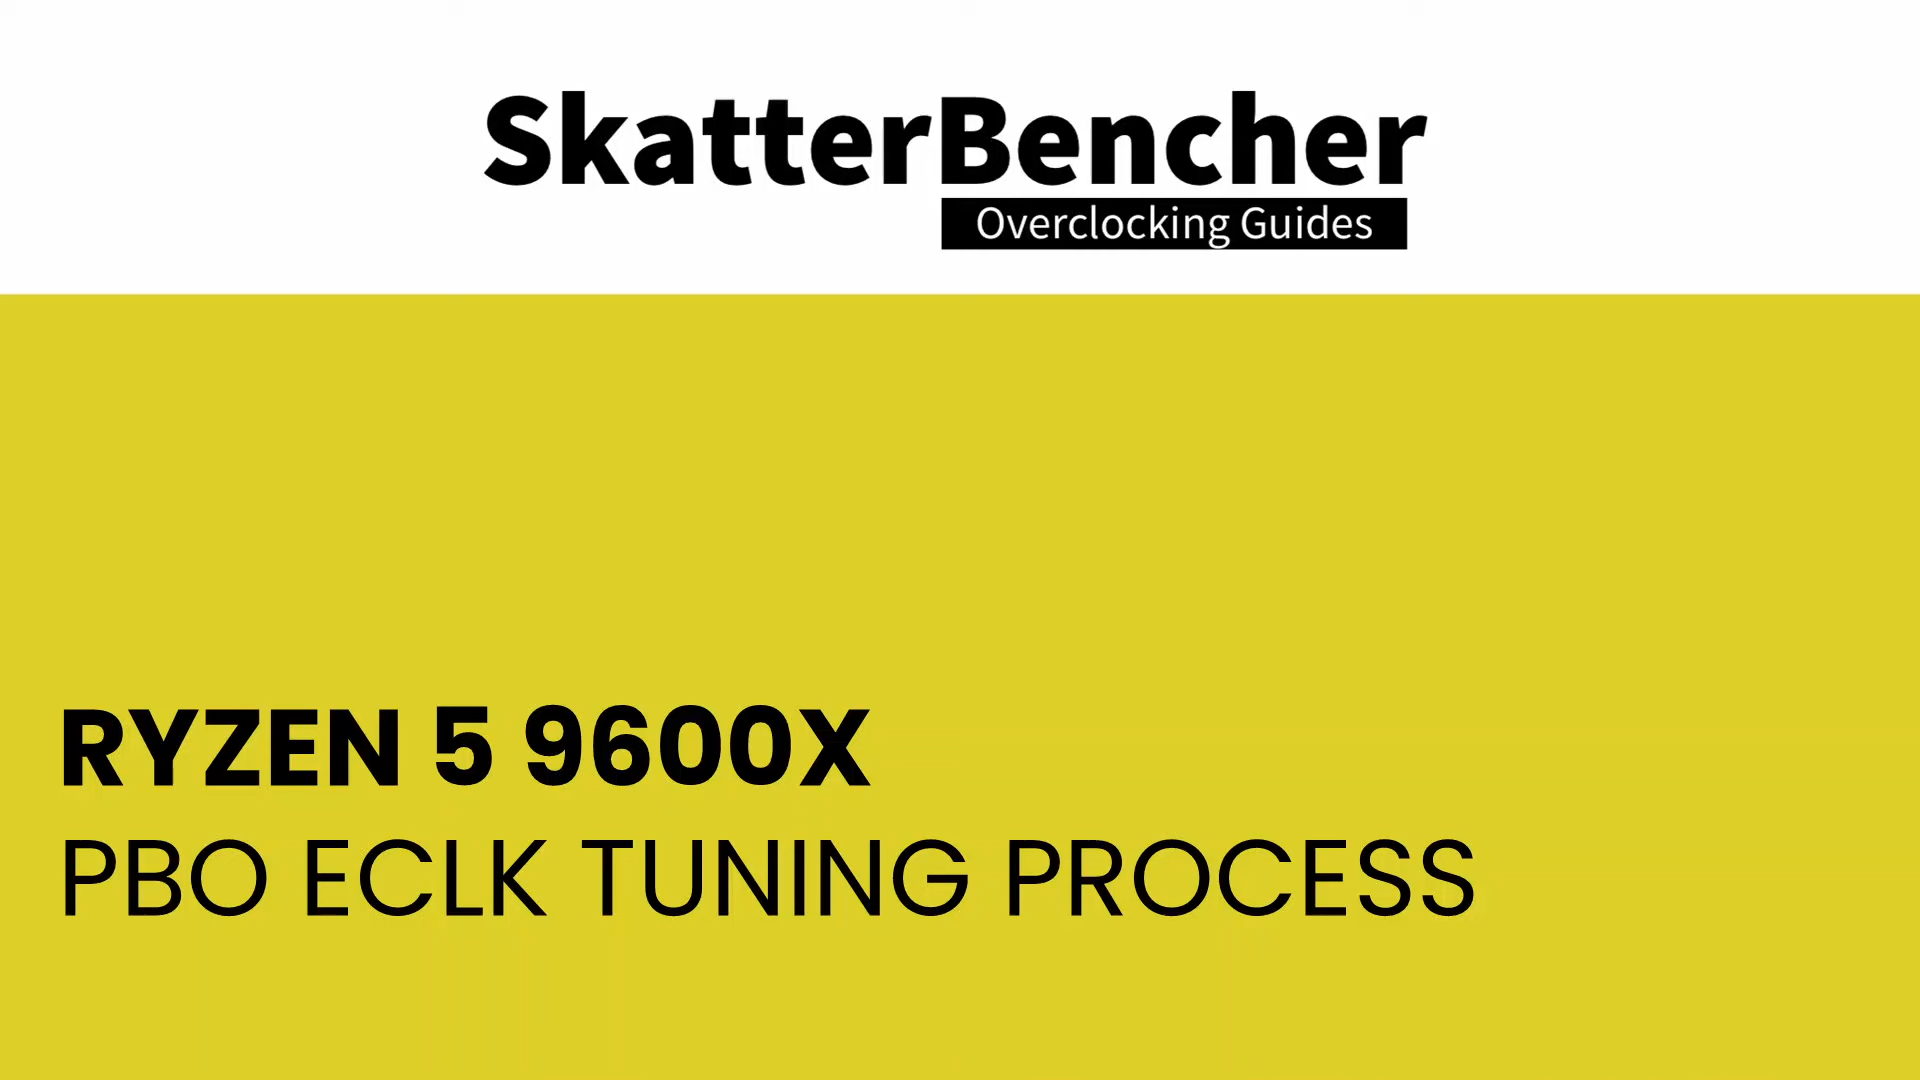 SkatterBencher
Overclocking Guides
RYZEN 5 9600X
PBO ECLK TUNING PROCESS